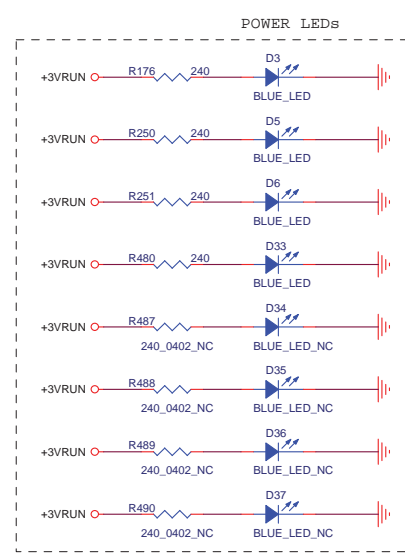 POWER LEDs
D3
+3VRUN R176 240
BLUE_LED
D5
+3VRUN R250 240
BLUE_LED
D6
+3VRUN R251 240
BLUE_LED
D33
+3VRUN R480 240
BLUE_LED
D34
+3VRUN R487
240_0402_NC BLUE_LED_NC
D35
+3VRUN R488
240_0402_NC BLUE_LED_NC
D36
+3VRUN R489
240_0402_NC BLUE_LED_NC
D37
+3VRUN R490
240_0402_NC BLUE_LED_NC